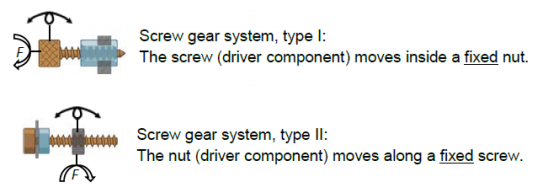 Screw gear system, type I:
F
The screw (driver component) moves inside a fixed nut.
Screw gear system, type II:
The nut (driver component) moves along a fixed screw.
F